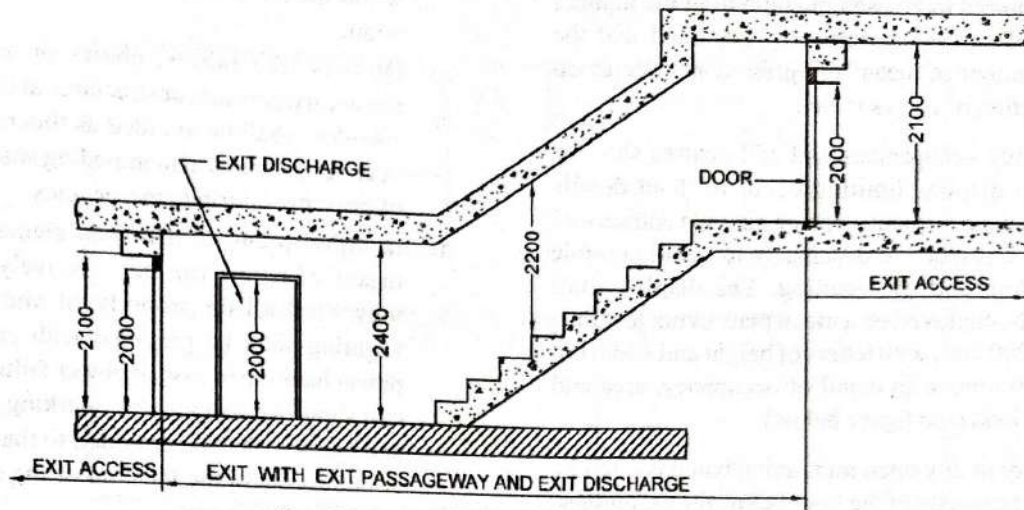 EXIT DISCHARGE
DOOR
2000
2100
2200
EXIT ACCESS
2100
2000
2000
2400
EXIT ACCESS
EXIT WITH EXIT PASSAGEWAY AND EXIT DISCHARGE